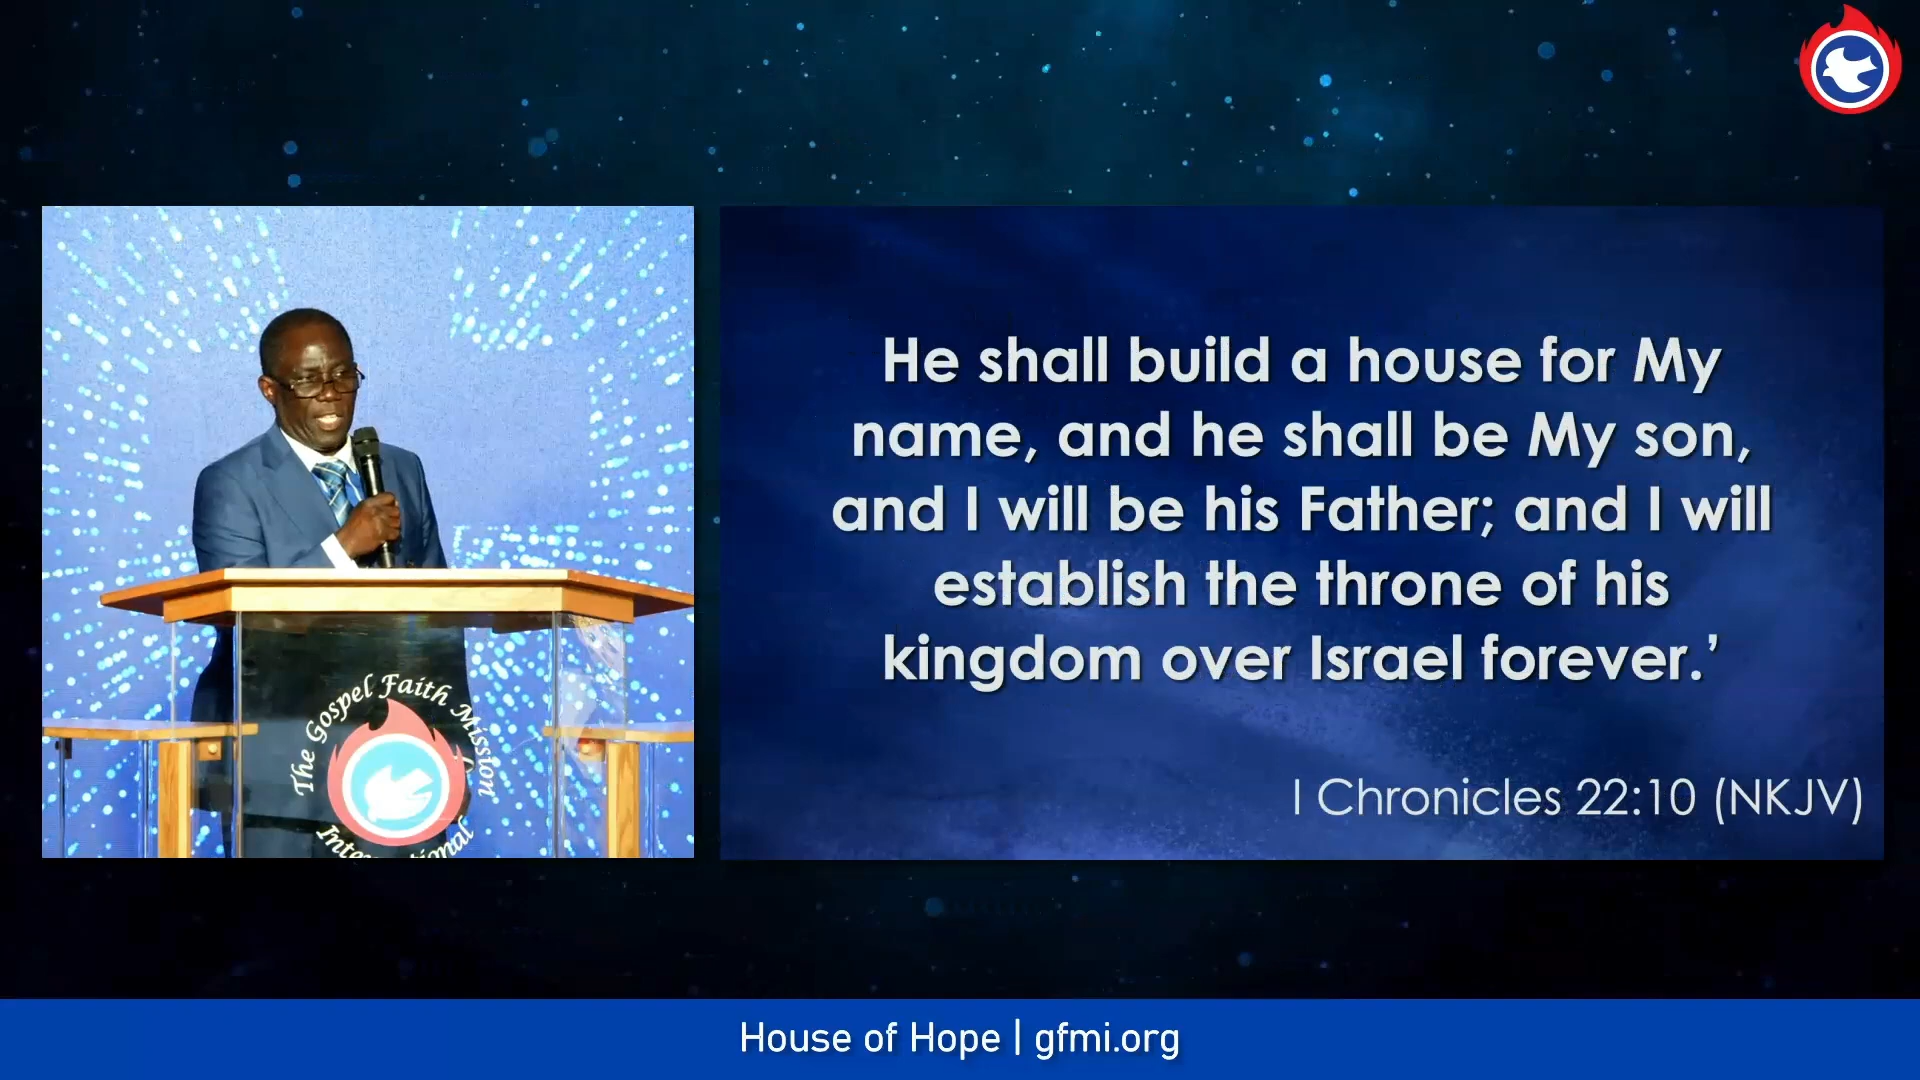 He shall build a house for My
name, and he shall be My son,
and I will be his Father; and I will
establish the throne of his
kingdom over Israel forever.’
I Chronicles 22:10 (NKJV)
The Gospel Faith Mission
International
House of Hope | gfmi.org